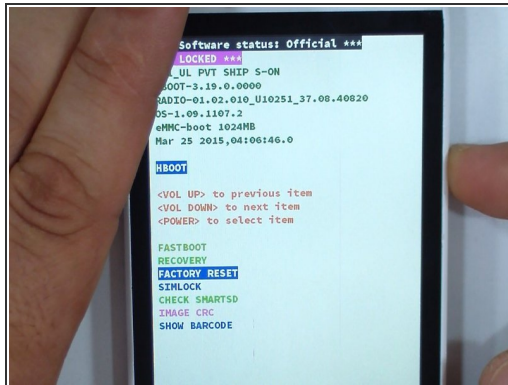 Software status: Official ***
LOCKED ***
_UL PVT SHIP S-ON
BOOT-3.19.0.0000
RADIO-01.02.010_U10251_37.08.40820
OS-1.09.1107.2
eMMC-boot 1024MB
Mar 25 2015,04:06:46.0
HBOOT
<VOL UP> to previous item
<VOL DOWN> to next item
<POWER> to select item
FASTBOOT
RECOVERY
FACTORY RESET
SIMLOCK
CHECK SMARTSD
IMAGE CRC
SHOW BARCODE